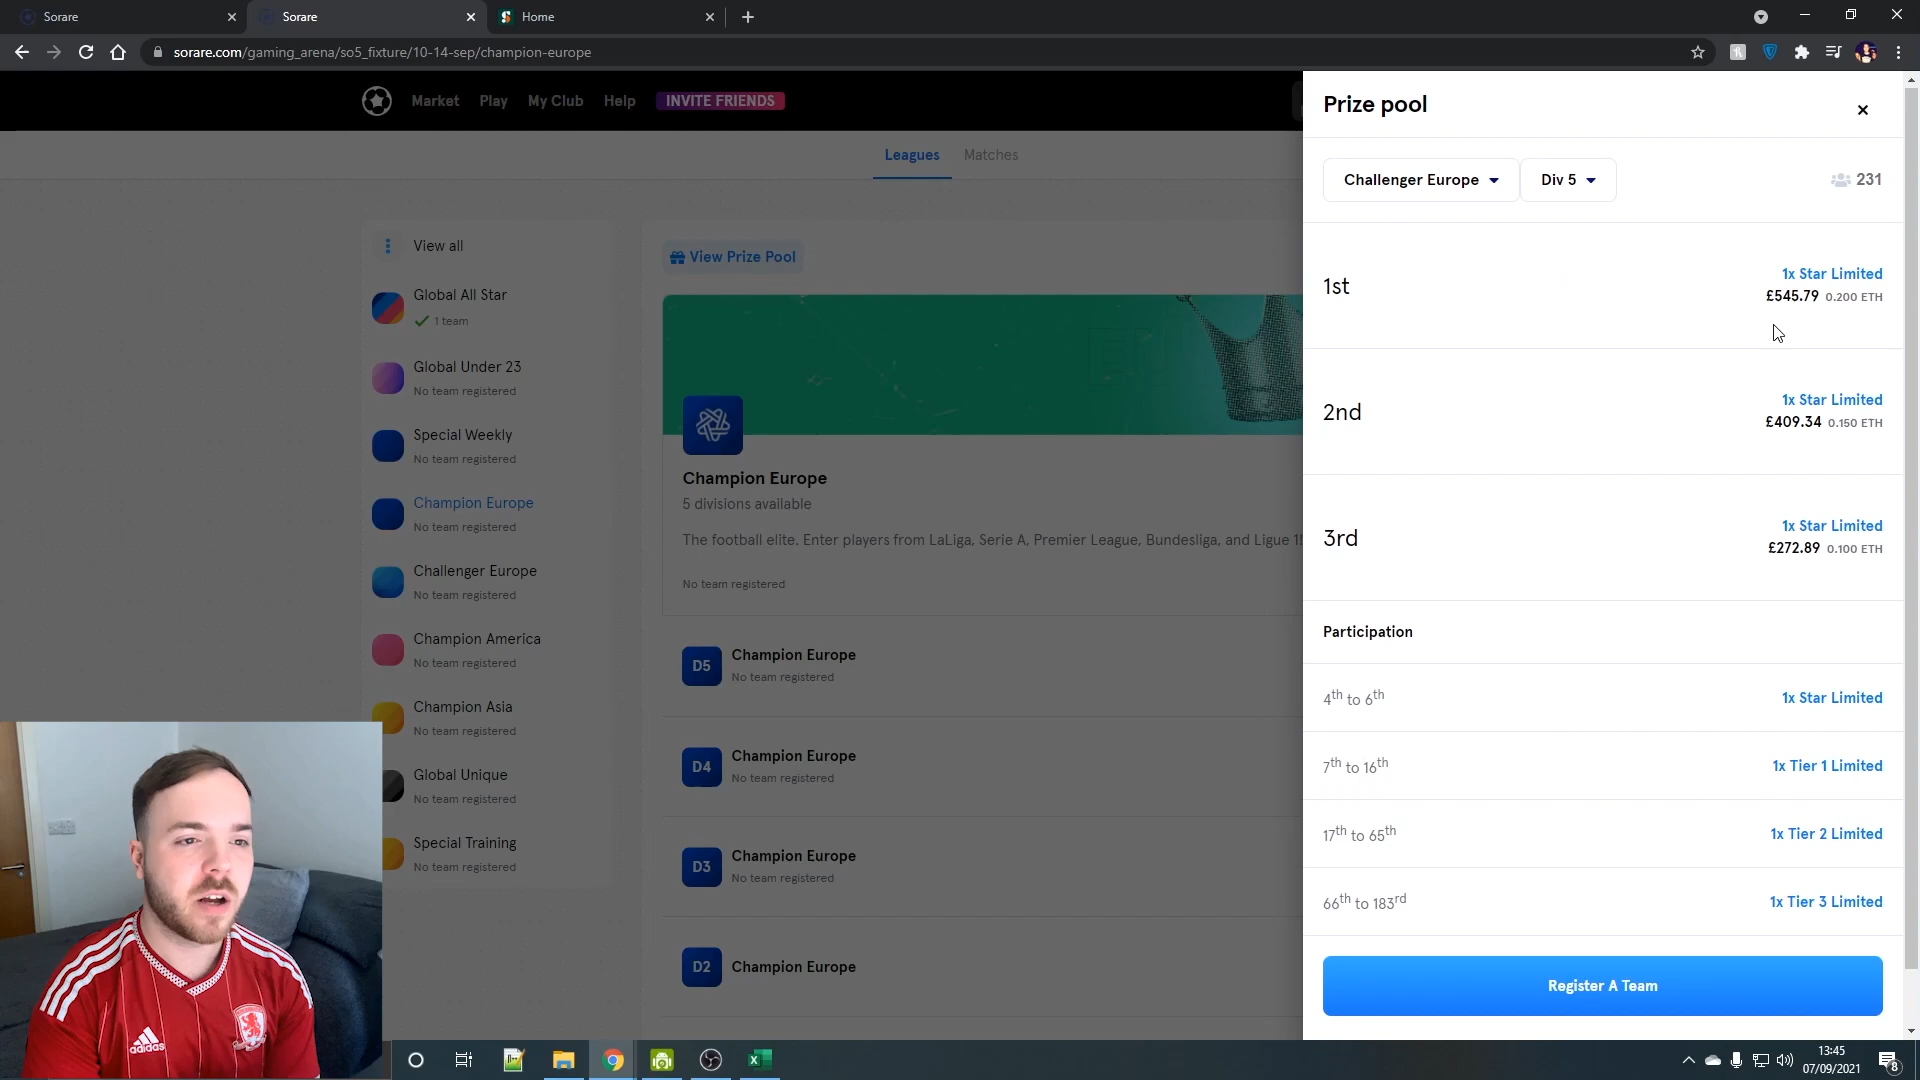 Sorare
Sorare
Home
sorare.com/gaming_arena/so5_fixture/10-14-sep/champion-europe
Market
Play
My Club
Help
INVITE FRIENDS
Leagues
Matches
View all
Global All Star
1 team
Global Under 23
No team registered
Special Weekly
No team registered
Champion Europe
No team registered
Challenger Europe
No team registered
Champion America
No team registered
Champion Asia
No team registered
Global Unique
No team registered
Special Training
No team registered
View Prize Pool
Champion Europe
5 divisions available
The football elite. Enter players from LaLiga, Serie A, Premier League, Bundesliga, and Ligue 1!
No team registered
D5
Champion Europe
No team registered
D4
Champion Europe
No team registered
D3
Champion Europe
No team registered
D2
Champion Europe
Prize pool
Challenger Europe
Div 5
231
1st
1x Star Limited
£545.79 0.200 ETH
2nd
1x Star Limited
£409.34 0.150 ETH
3rd
1x Star Limited
£272.89 0.100 ETH
Participation
4th to 6th
1x Star Limited
7th to 16th
1x Tier 1 Limited
17th to 65th
1x Tier 2 Limited
66th to 183rd
1x Tier 3 Limited
Register A Team
adidas
13:45
07/09/2021
8